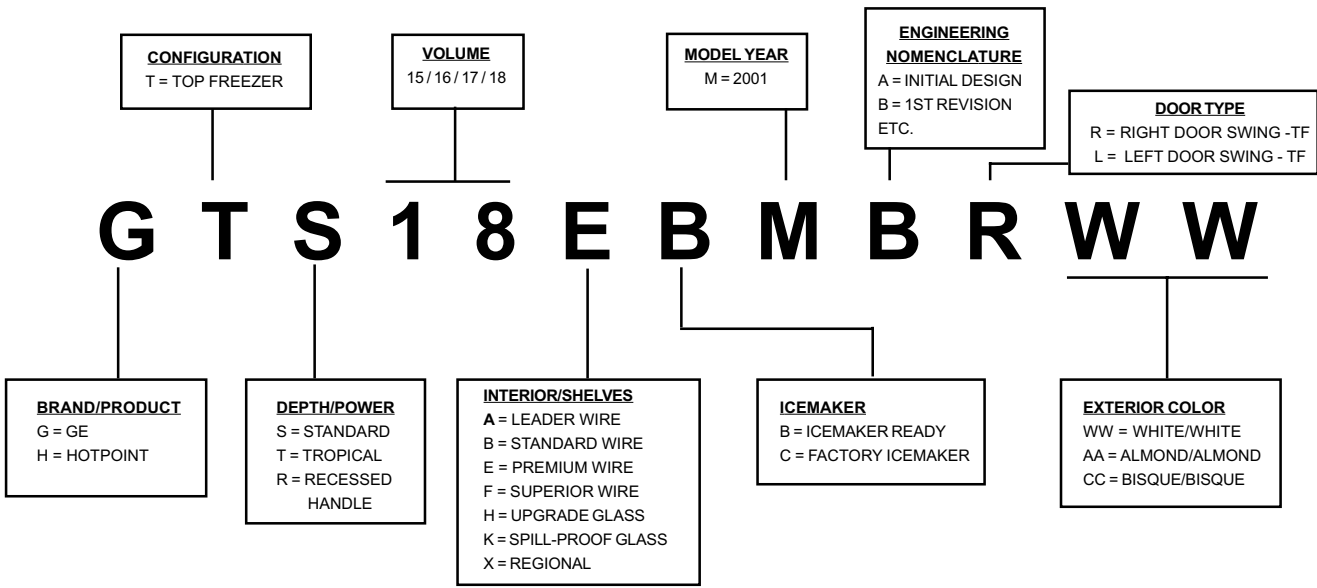 CONFIGURATION
T = TOP FREEZER
VOLUME
15 / 16 / 17 / 18
MODEL YEAR
M = 2001
ENGINEERING
NOMENCLATURE
A = INITIAL DESIGN
B = 1ST REVISION
ETC.
DOOR TYPE
R = RIGHT DOOR SWING -TF
L = LEFT DOOR SWING - TF
G T S 1 8 E B M B R W W
BRAND/PRODUCT
G = GE
H = HOTPOINT
DEPTH/POWER
S = STANDARD
T = TROPICAL
R = RECESSED
HANDLE
INTERIOR/SHELVES
A = LEADER WIRE
B = STANDARD WIRE
E = PREMIUM WIRE
F = SUPERIOR WIRE
H = UPGRADE GLASS
K = SPILL-PROOF GLASS
X = REGIONAL
ICEMAKER
B = ICEMAKER READY
C = FACTORY ICEMAKER
EXTERIOR COLOR
WW = WHITE/WHITE
AA = ALMOND/ALMOND
CC = BISQUE/BISQUE